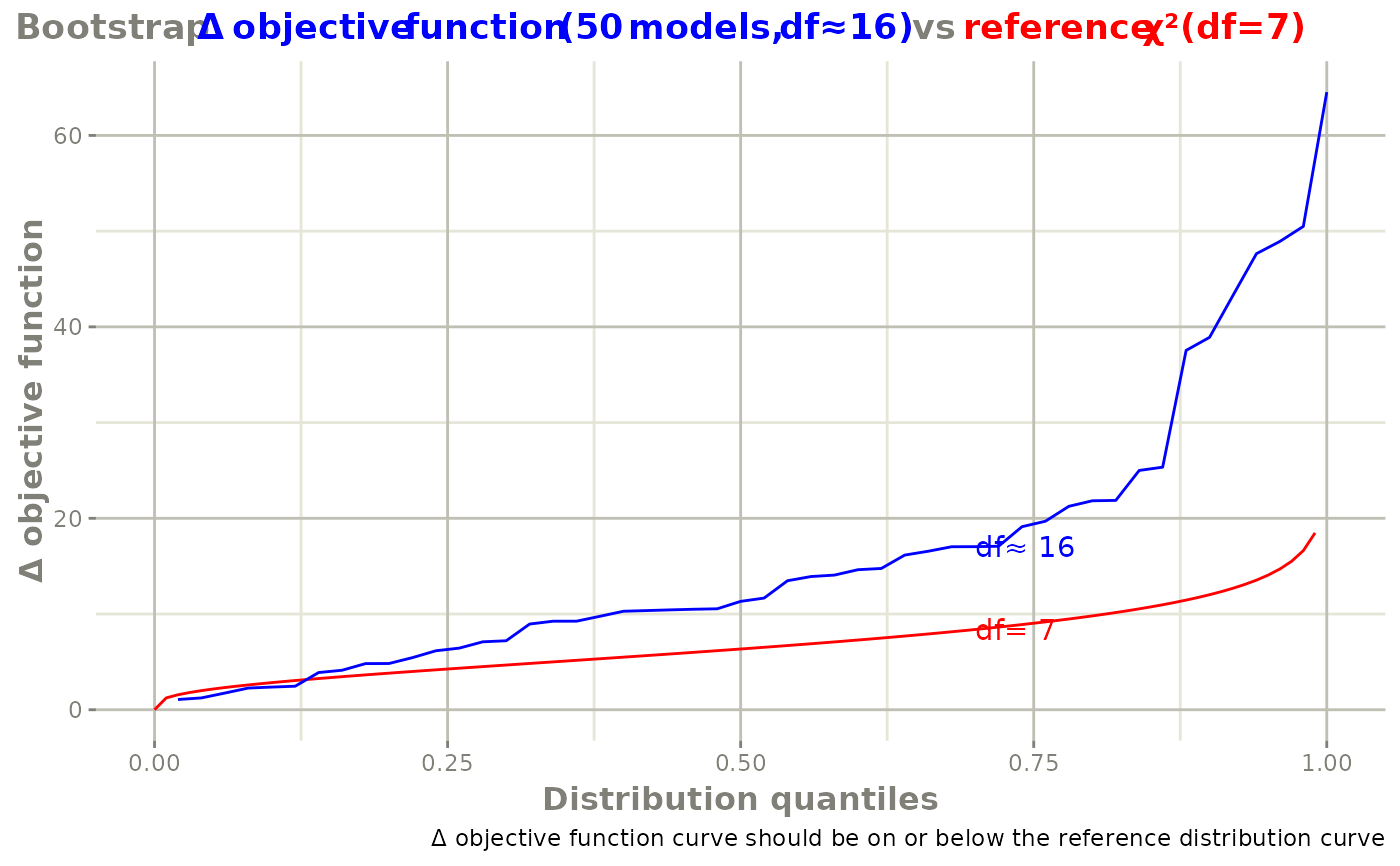 Bootstrap Δ objective function (50 models, df≈16) vs reference χ²(df=7)
Δ objective function
60
40
20
0
df≈ 16
df= 7
0.00 0.25 0.50 0.75 1.00
Distribution quantiles
Δ objective function curve should be on or below the reference distribution curve